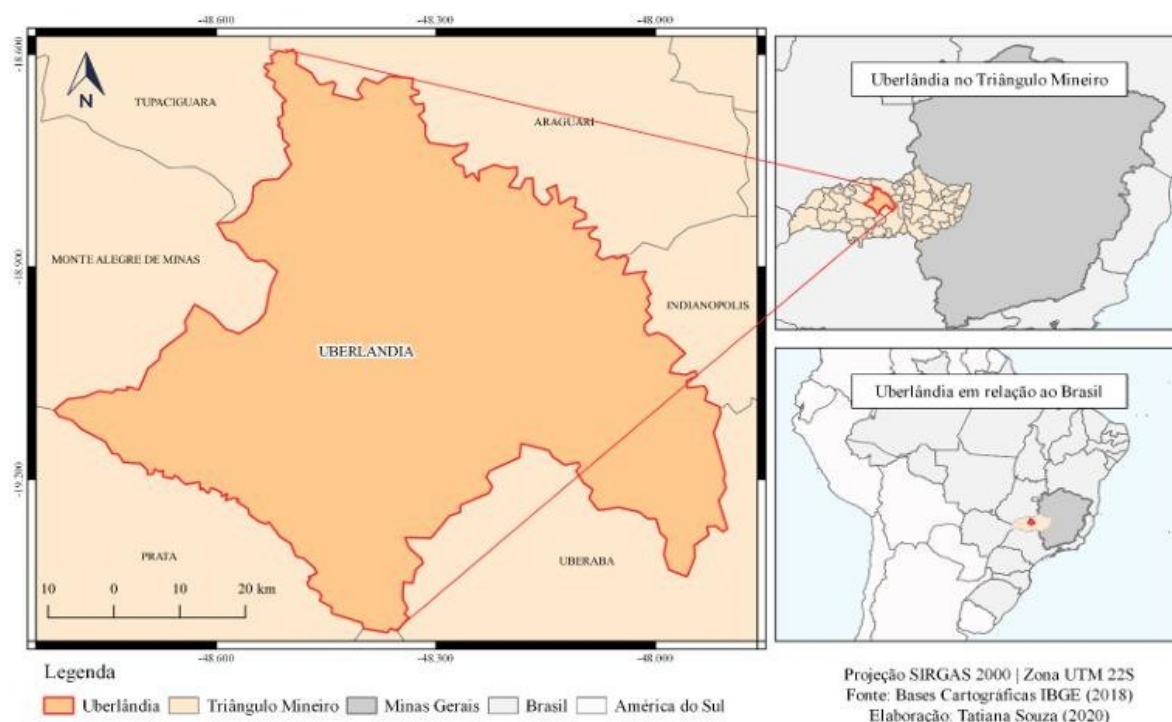 -48.600 -48.300 -48.000
-18.600
N
TUPACIGUARA
ARAGUARI
MONTE ALEGRE DE MINAS
-18.900
INDIANOPOLIS
UBERLANDIA
-19.200
PRATA
UBERABA
10 0 10 20 km
-48.600 -48.300 -48.000
Uberlândia no Triângulo Mineiro
Uberlândia em relação ao Brasil
Legenda
Uberlândia Triângulo Mineiro Minas Gerais Brasil América do Sul
Projeção SIRGAS 2000 | Zona UTM 22S
Fonte: Bases Cartográficas IBGE (2018)
Elaboração: Tatiana Souza (2020)